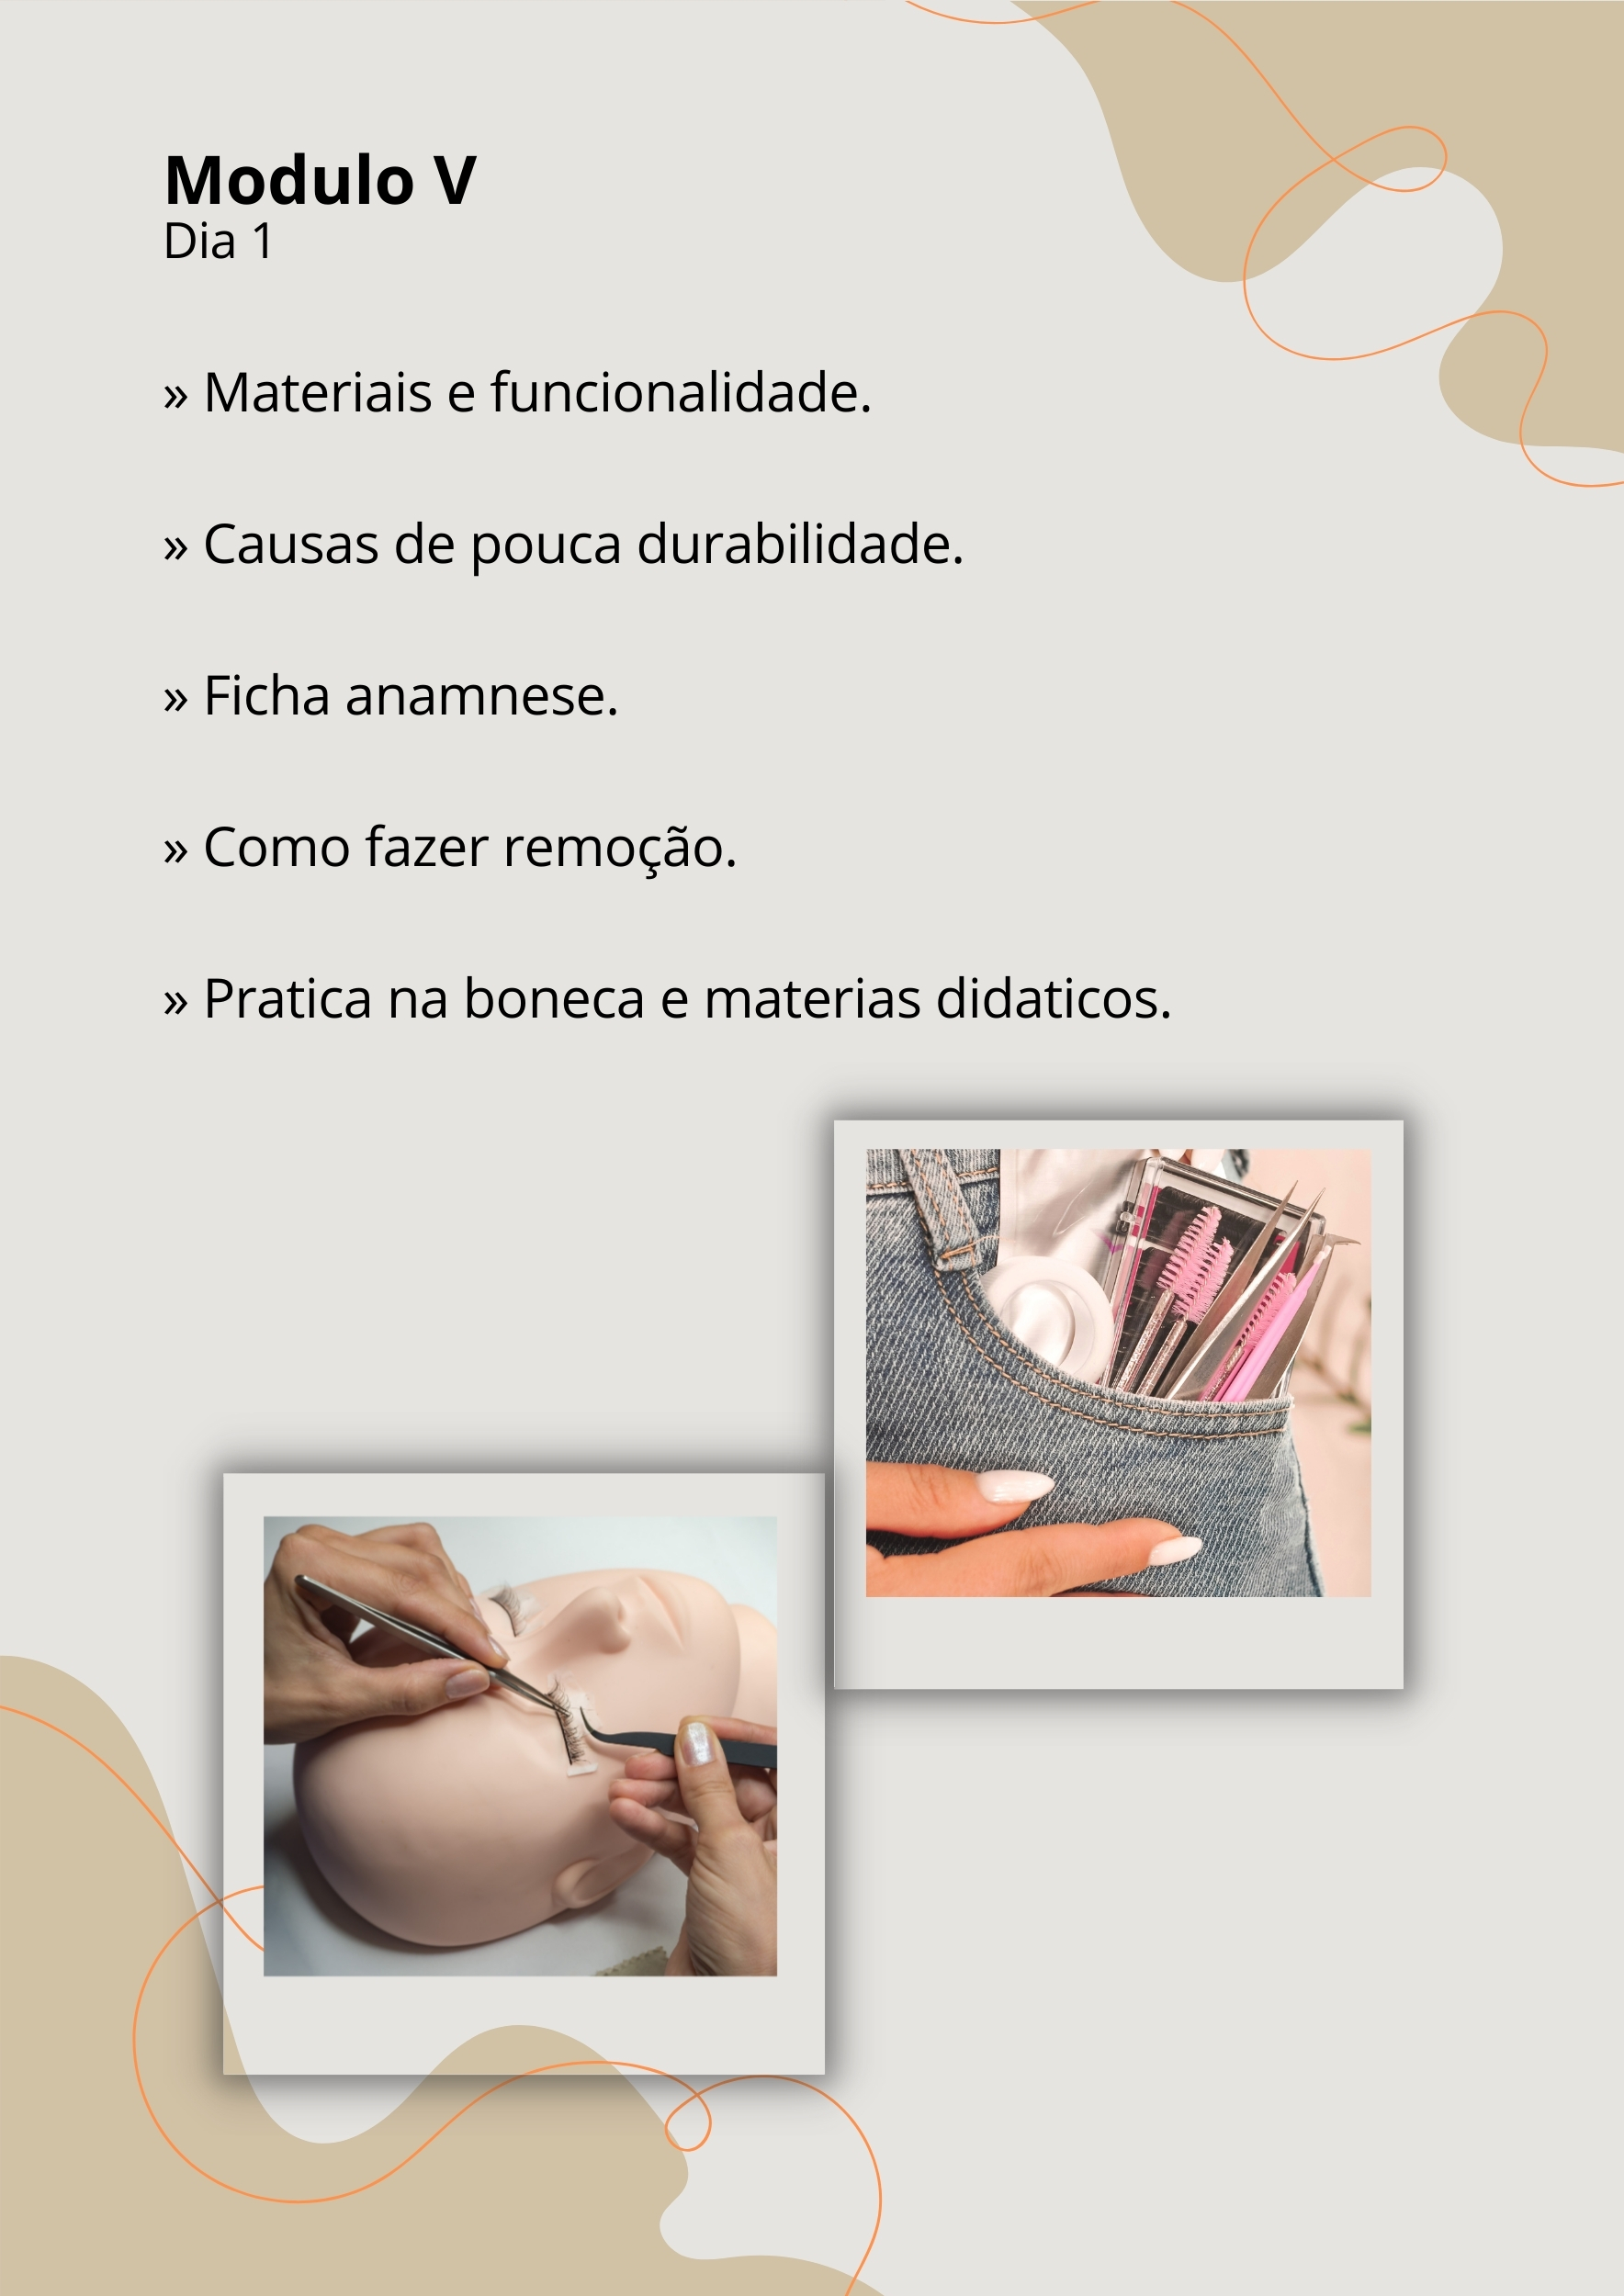 Modulo V
Dia 1
» Materiais e funcionalidade.
» Causas de pouca durabilidade.
» Ficha anamnese.
» Como fazer remoção.
» Pratica na boneca e materias didaticos.